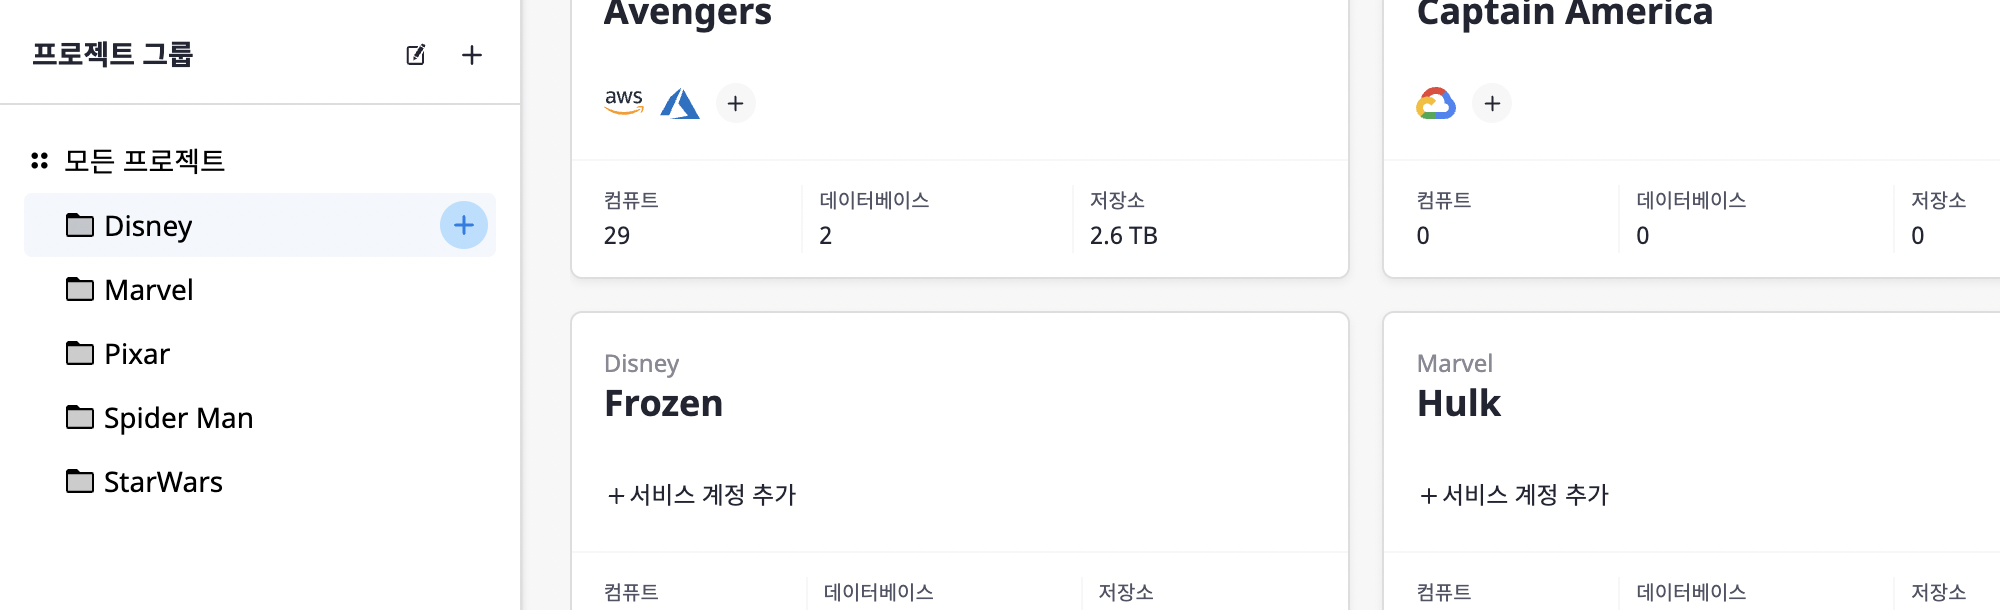 프로젝트 그룹
모든 프로젝트
Disney
Marvel
Pixar
Spider Man
StarWars
Avengers
aws
컴퓨트 데이터베이스 저장소
29 2 2.6 TB
Captain America
컴퓨트 데이터베이스 저장소
0 0 0
Disney
Frozen
+ 서비스 계정 추가
컴퓨트 데이터베이스 저장소
Marvel
Hulk
+ 서비스 계정 추가
컴퓨트 데이터베이스 저장소